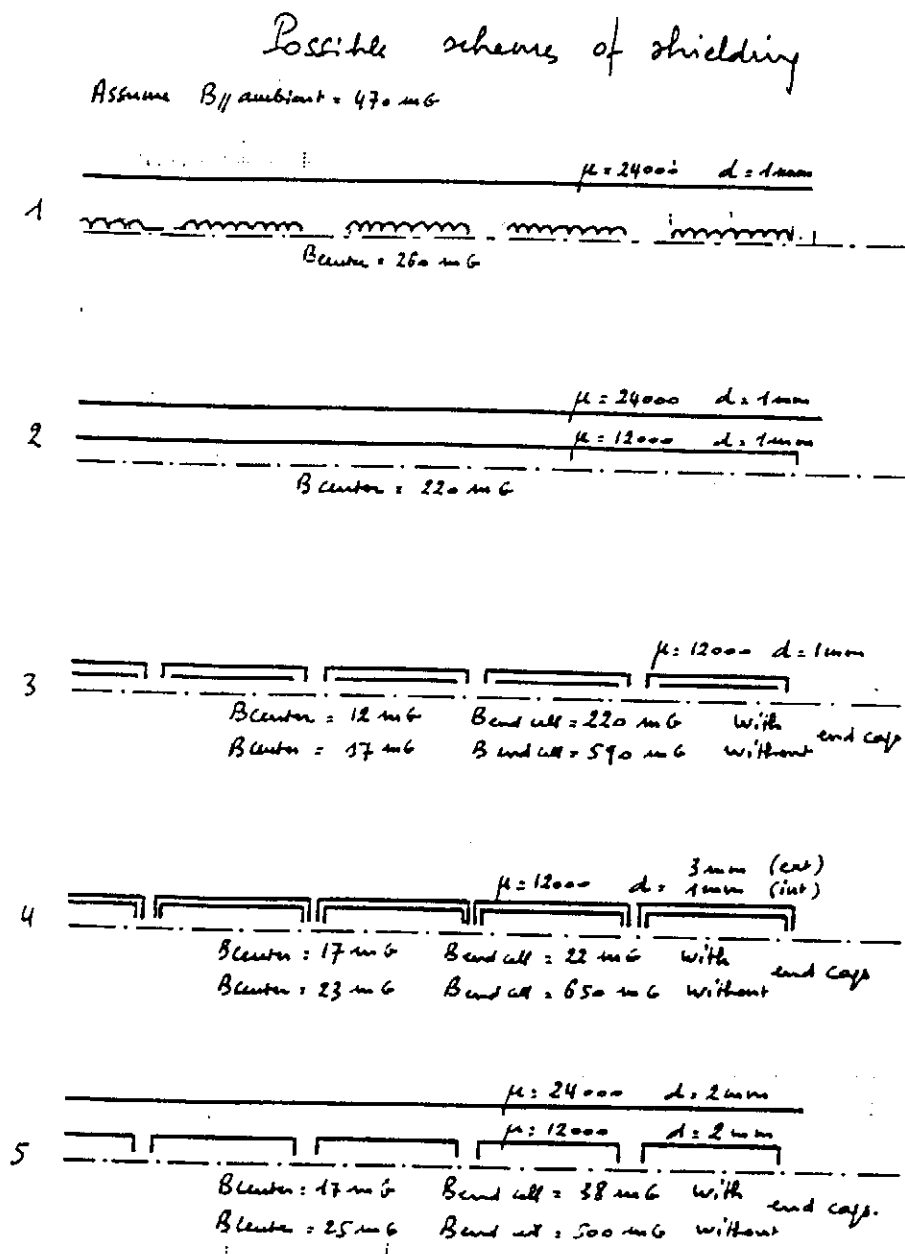 Possible schemes of shielding
Assume B// ambient = 470 mG
μ = 24000 d = 1mm
1
Bcenter = 260 mG
μ = 24000 d = 1mm
2
μ = 12000 d = 1mm
Bcenter = 220 mG
μ = 12000 d = 1mm
3
Bcenter = 12 mG Bend cell = 220 mG with
end caps
Bcenter = 17 mG Bend cell = 590 mG without
3mm (ext)
μ = 12000 d = 1mm (int)
4
Bcenter = 17 mG Bend cell = 22 mG with
end caps
Bcenter = 23 mG Bend cell = 650 mG without
μ = 24000 d = 2mm
μ = 12000 d = 2mm
5
Bcenter = 17 mG Bend cell = 38 mG with
end caps.
Bcenter = 25 mG Bend cell = 500 mG without